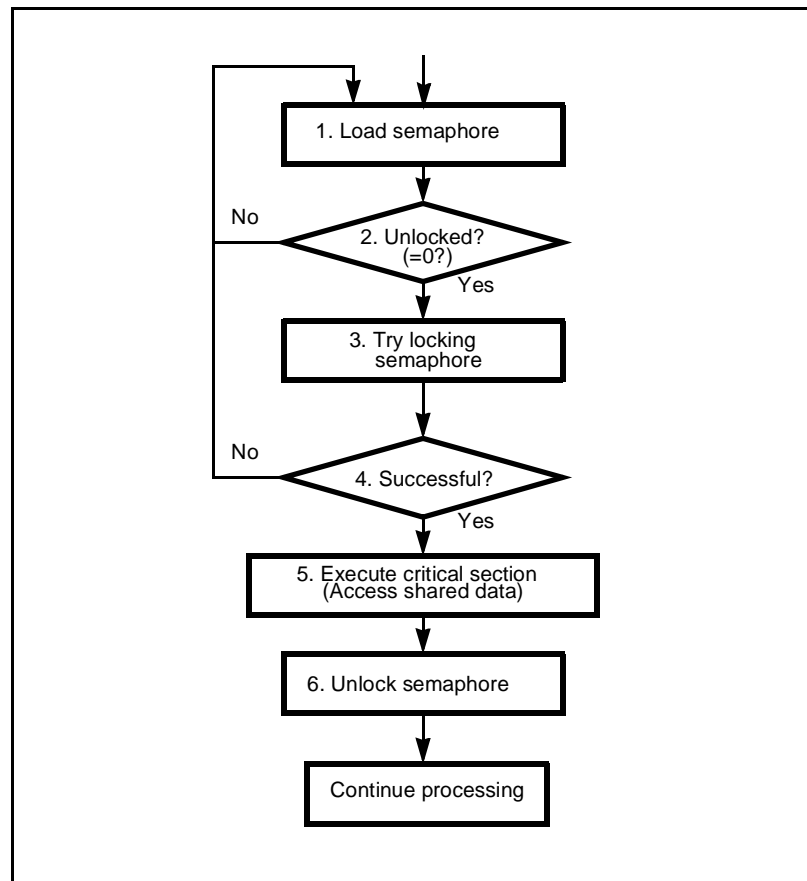 1. Load semaphore
No
2. Unlocked?
(=0?)
Yes
3. Try locking
semaphore
No
4. Successful?
Yes
5. Execute critical section
(Access shared data)
6. Unlock semaphore
Continue processing